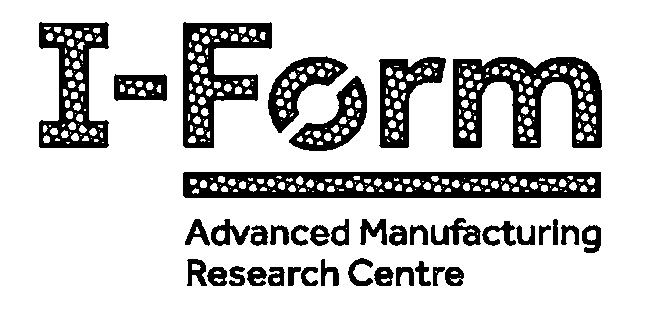 I-Form
Advanced Manufacturing
Research Centre